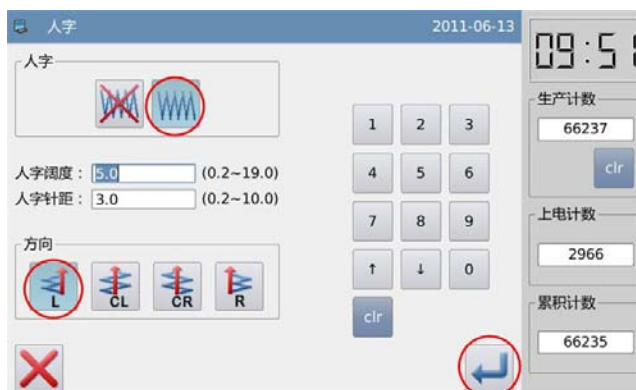 人字 2011-06-13
人字
人字阔度： 5.0 (0.2~19.0)
人字针距： 3.0 (0.2~10.0)
方向
L CL CR R
1 2 3
4 5 6
7 8 9
↑ ↓ 0
clr
生产计数
66237
clr
上电计数
2966
累积计数
66235